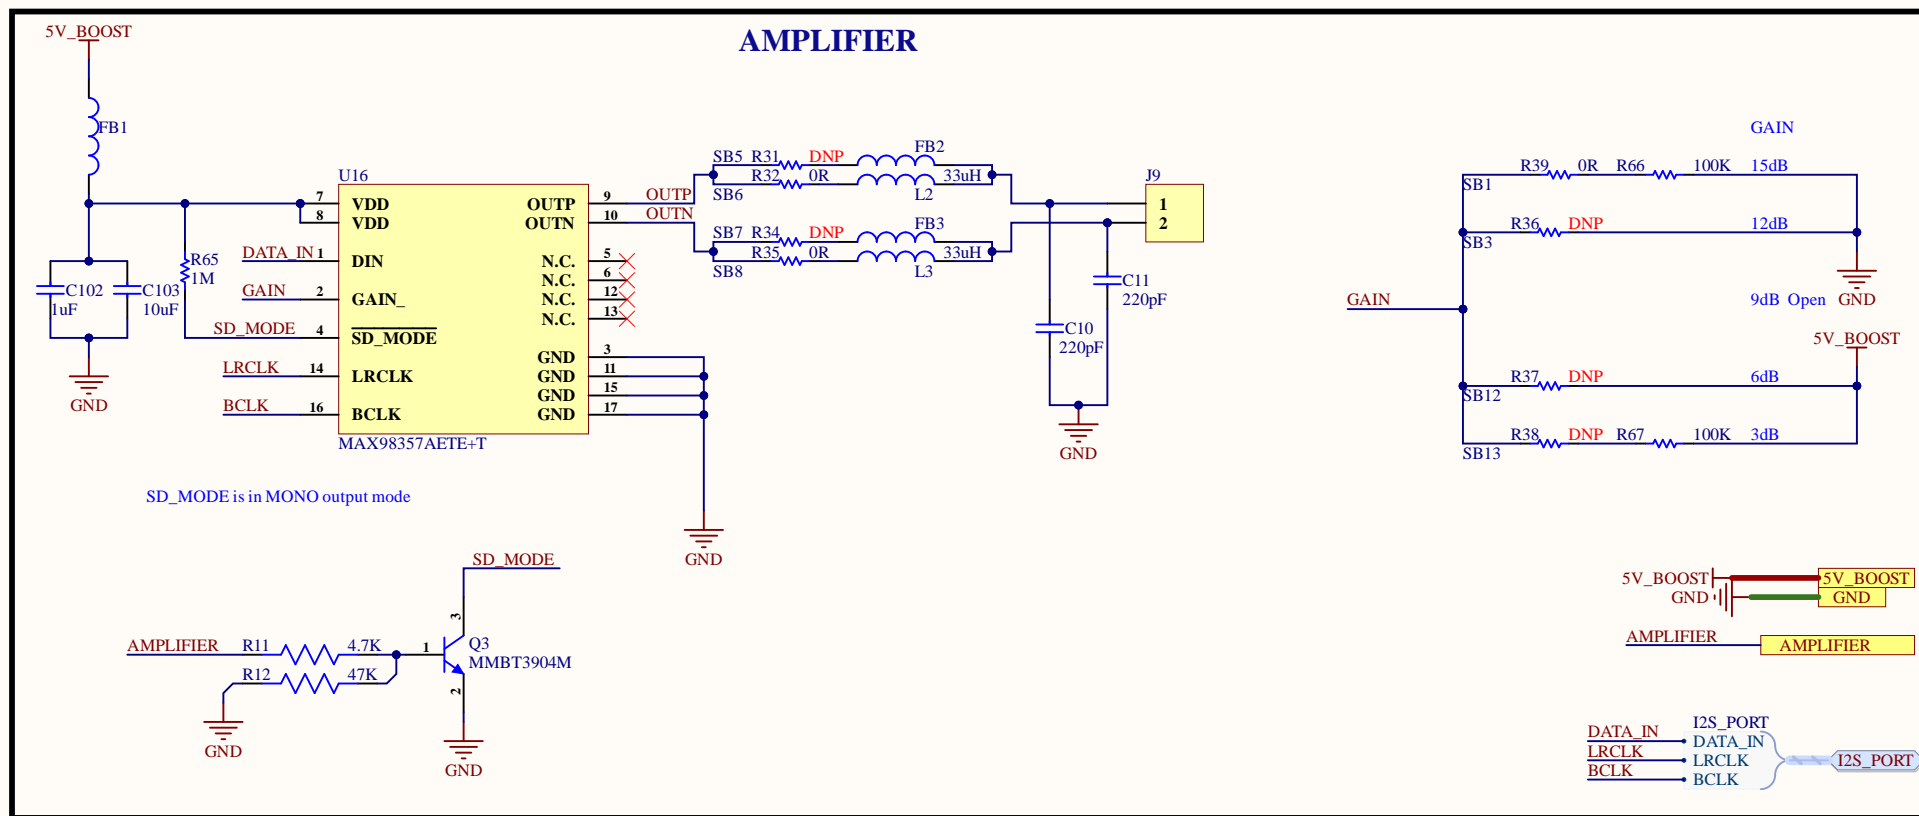 AMPLIFIER
5V_BOOST
FB1
C102
1uF
C103
10uF
GND
R65
1M
U16
7 VDD OUTP 9 OUTP
8 VDD OUTN 10 OUTN
DATA_IN 1 DIN N.C. 5
N.C. 6
GAIN 2 GAIN_ N.C. 12
N.C. 13
SD_MODE 4 SD_MODE
GND 3
LRCLK 14 LRCLK GND 11
GND 15
BCLK 16 BCLK GND 17
MAX98357AETE+T
GND
SD_MODE is in MONO output mode
SB5 R31 DNP FB2
R32 0R 33uH
SB6 L2
SB7 R34 DNP FB3
R35 0R 33uH
SB8 L3
J9
1
2
C11
220pF
C10
220pF
GND
GAIN
R39 0R R66 100K 15dB
SB1
R36 DNP 12dB
SB3
GND
9dB Open
GAIN
5V_BOOST
R37 DNP 6dB
SB12
R38 DNP R67 100K 3dB
SB13
SD_MODE
3
AMPLIFIER R11 4.7K 1 Q3
MMBT3904M
R12 47K
2
GND
GND
5V_BOOST 5V_BOOST
GND GND
AMPLIFIER AMPLIFIER
I2S_PORT
DATA_IN DATA_IN
LRCLK LRCLK I2S_PORT
BCLK BCLK